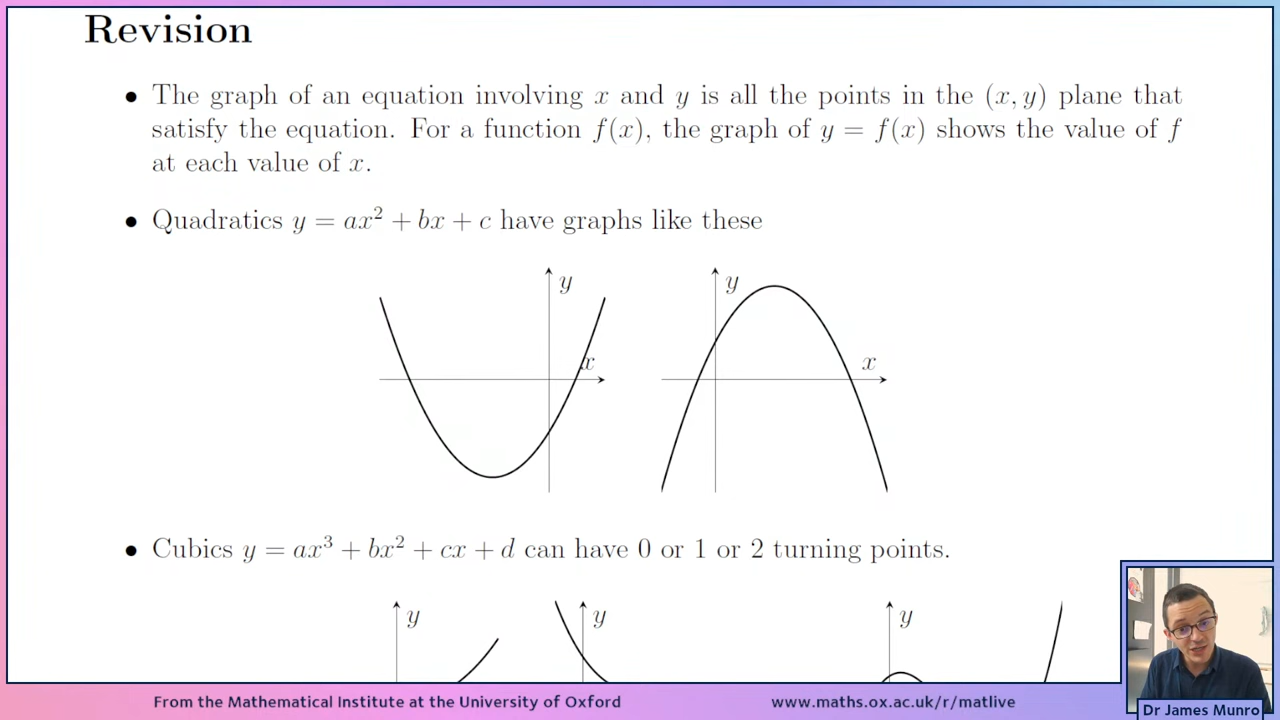 Revision
• The graph of an equation involving x and y is all the points in the (x, y) plane that
satisfy the equation. For a function f(x), the graph of y = f(x) shows the value of f
at each value of x.
• Quadratics y = ax² + bx + c have graphs like these
y
x
y
x
• Cubics y = ax³ + bx² + cx + d can have 0 or 1 or 2 turning points.
y
y
y
From the Mathematical Institute at the University of Oxford
www.maths.ox.ac.uk/r/matlive
Dr James Munro